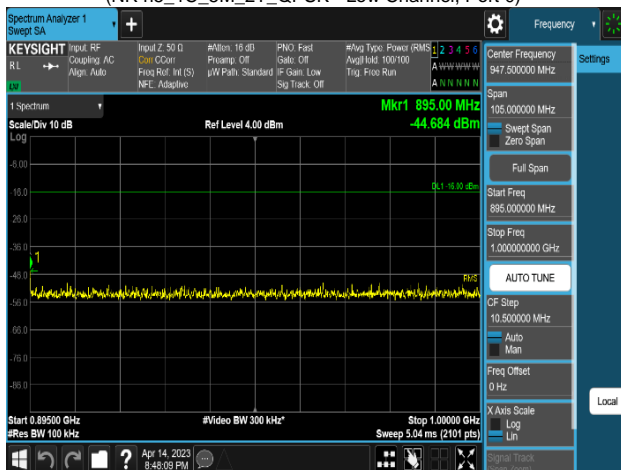 (NR n5_1C_5M_2T_QPSK - Low Channel, Port 0)
Spectrum Analyzer 1
Swept SA
Frequency
KEYSIGHT
RL
LW
Input: RF
Coupling: AC
Align: Auto
Input Z: 50 Ω
Corr CCorr
Freq Ref: Int (S)
NFE: Adaptive
#Atten: 16 dB
Preamp: Off
µW Path: Standard
PNO: Fast
Gate: Off
IF Gain: Low
Sig Track: Off
#Avg Type: Power (RMS
Avg|Hold: 100/100
Trig: Free Run
1 2 3 4 5 6
A W W W W W
A N N N N N
1 Spectrum
Scale/Div 10 dB
Log
Ref Level 4.00 dBm
Mkr1 895.00 MHz
-44.684 dBm
-6.00
-16.0
DL1 -16.00 dBm
-26.0
-36.0
1
-46.0
RMS
-56.0
-66.0
-76.0
-86.0
Start 0.89500 GHz
#Res BW 100 kHz
#Video BW 300 kHz*
Stop 1.00000 GHz
Sweep 5.04 ms (2101 pts)
Center Frequency
947.500000 MHz
Settings
Span
105.000000 MHz
Swept Span
Zero Span
Full Span
Start Freq
895.000000 MHz
Stop Freq
1.000000000 GHz
AUTO TUNE
CF Step
10.500000 MHz
Auto
Man
Freq Offset
0 Hz
X Axis Scale
Log
Lin
Local
Signal Track
Apr 14, 2023
8:48:09 PM
?